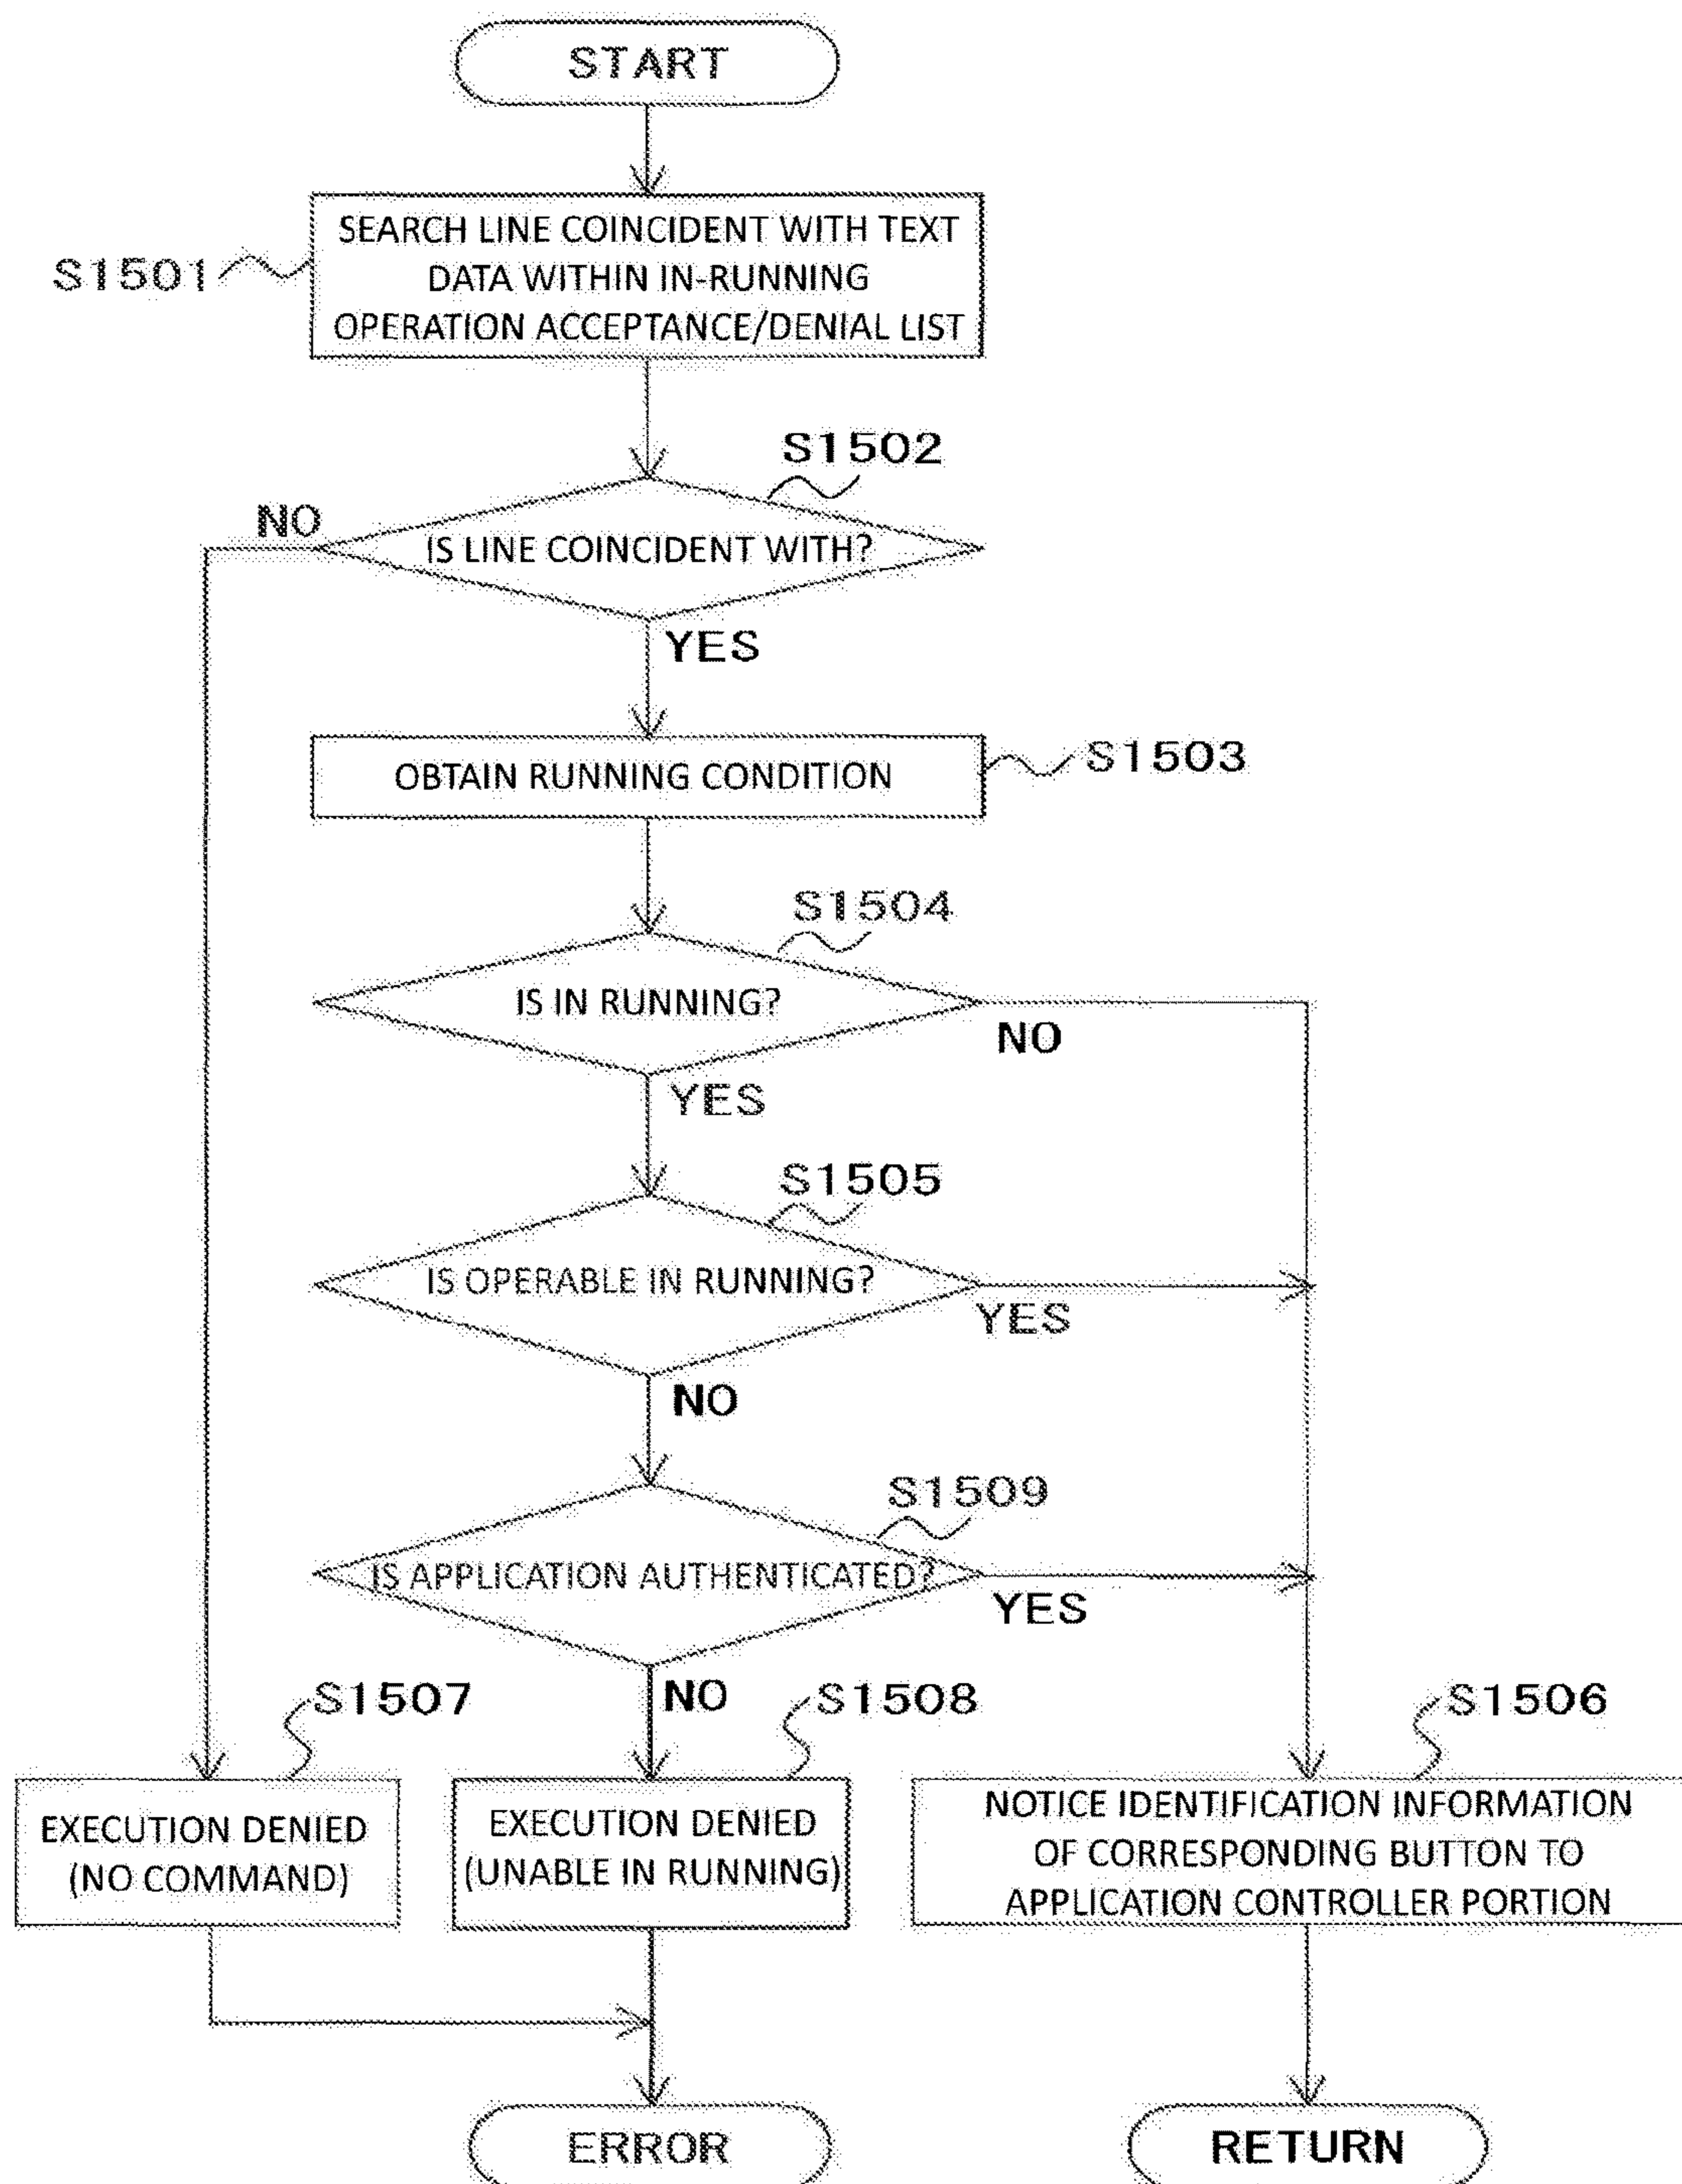 START
SEARCH LINE COINCIDENT WITH TEXT
DATA WITHIN IN-RUNNING
OPERATION ACCEPTANCE/DENIAL LIST
S1501
S1502
NO
IS LINE COINCIDENT WITH?
YES
OBTAIN RUNNING CONDITION
S1503
S1504
IS IN RUNNING?
NO
YES
S1505
IS OPERABLE IN RUNNING?
YES
NO
S1509
IS APPLICATION AUTHENTICATED?
YES
NO
S1507
S1508
S1506
EXECUTION DENIED
(NO COMMAND)
EXECUTION DENIED
(UNABLE IN RUNNING)
NOTICE IDENTIFICATION INFORMATION
OF CORRESPONDING BUTTON TO
APPLICATION CONTROLLER PORTION
ERROR
RETURN